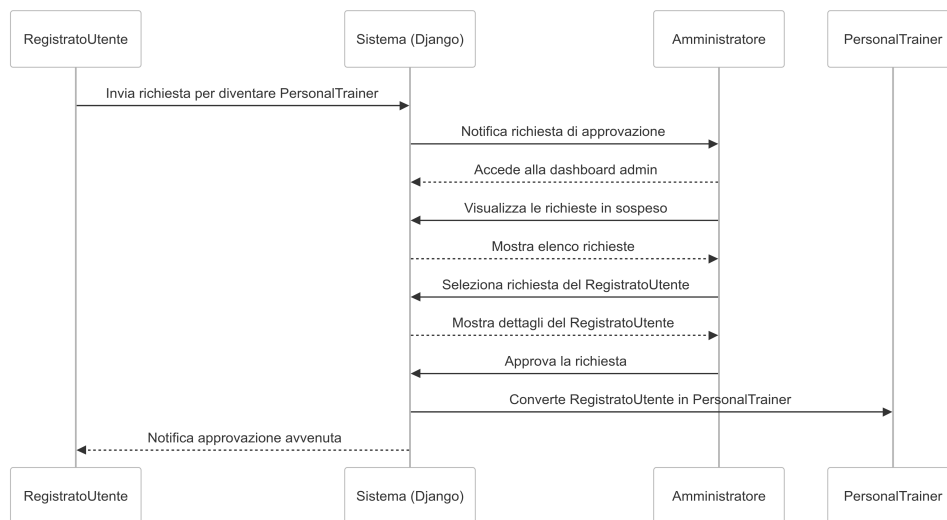 RegistratoUtente
Sistema (Django)
Amministratore
PersonalTrainer
Invia richiesta per diventare PersonalTrainer
Notifica richiesta di approvazione
Accede alla dashboard admin
Visualizza le richieste in sospeso
Mostra elenco richieste
Seleziona richiesta del RegistratoUtente
Mostra dettagli del RegistratoUtente
Approva la richiesta
Converte RegistratoUtente in PersonalTrainer
Notifica approvazione avvenuta
RegistratoUtente
Sistema (Django)
Amministratore
PersonalTrainer